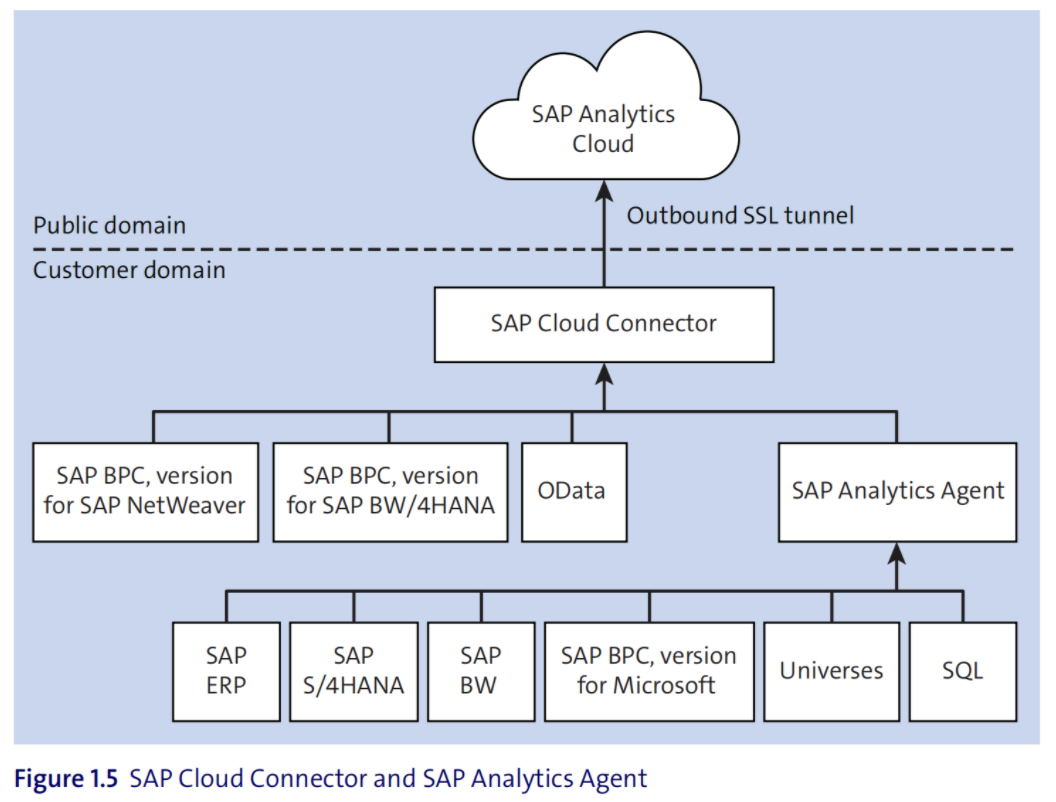 SAP Analytics
Cloud
Public domain
Outbound SSL tunnel
Customer domain
SAP Cloud Connector
SAP BPC, version
for SAP NetWeaver
SAP BPC, version
for SAP BW/4HANA
OData
SAP Analytics Agent
SAP
ERP
SAP
S/4HANA
SAP
BW
SAP BPC, version
for Microsoft
Universes
SQL
Figure 1.5 SAP Cloud Connector and SAP Analytics Agent